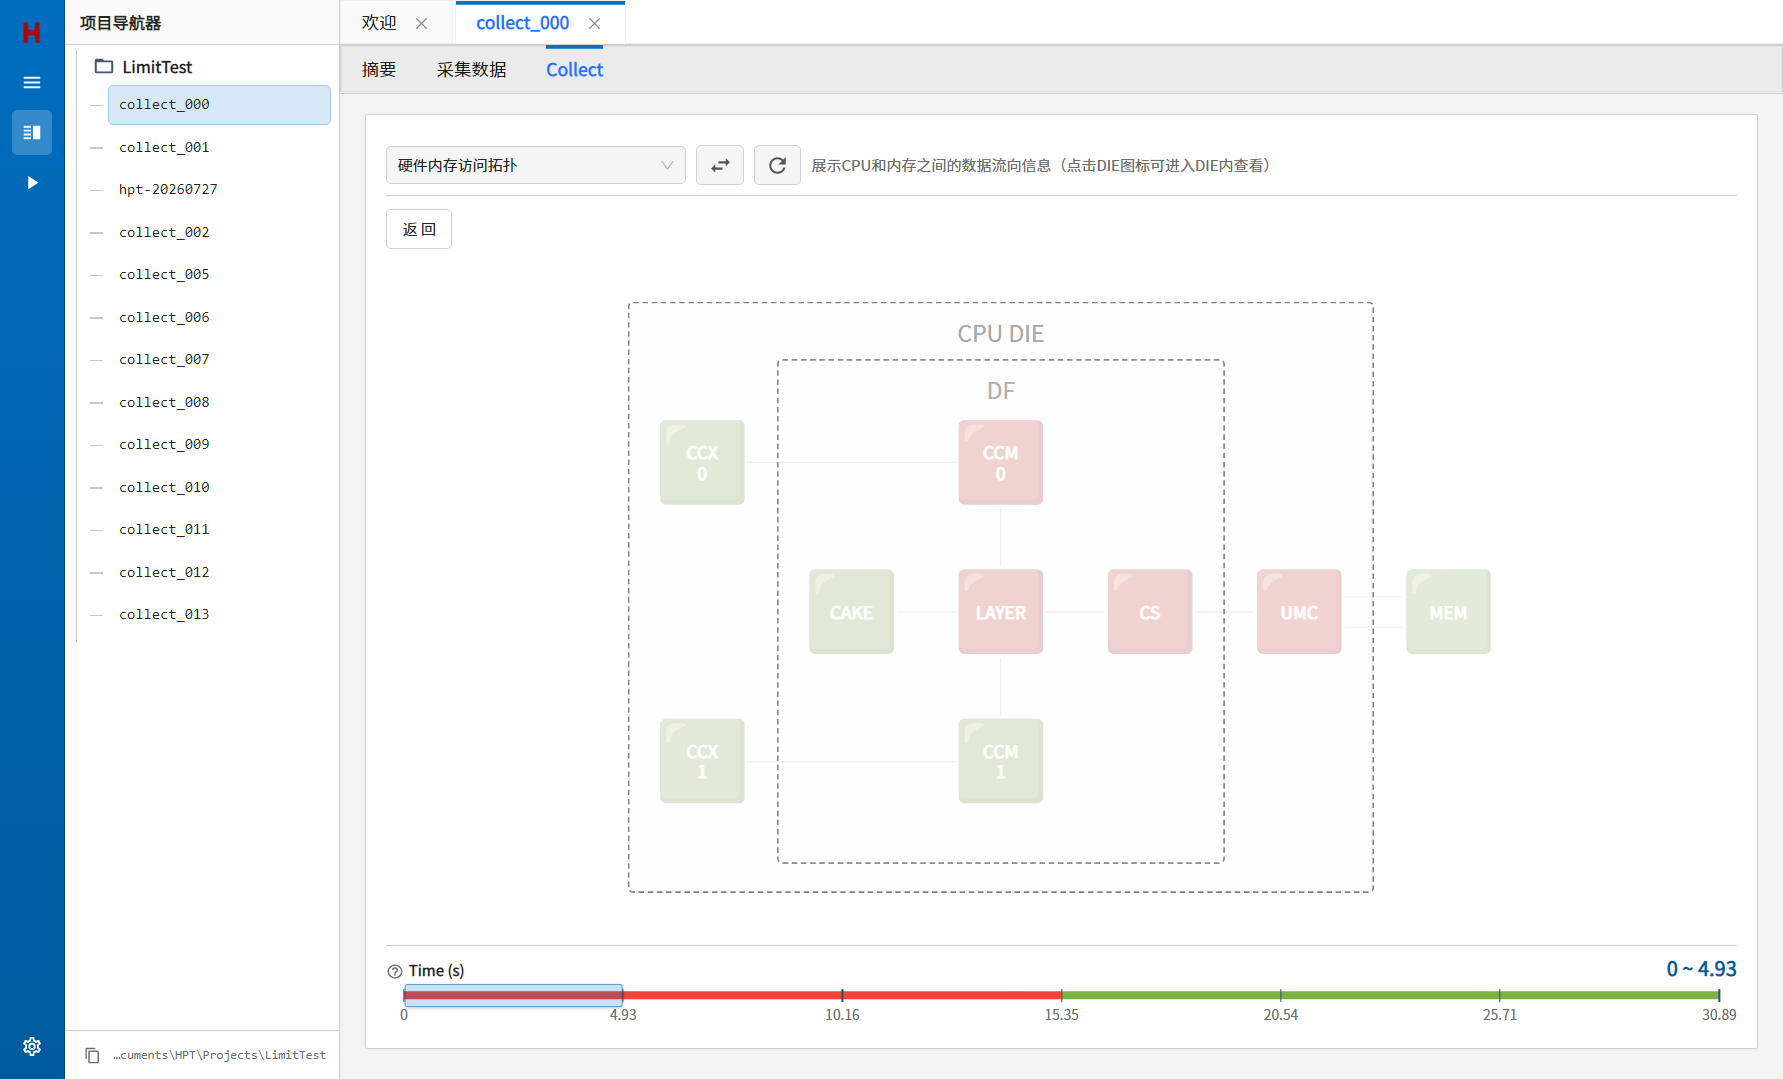 H
项目导航器
LimitTest
collect_000
collect_001
hpt-20260727
collect_002
collect_005
collect_006
collect_007
collect_008
collect_009
collect_010
collect_011
collect_012
collect_013
…cuments\HPT\Projects\LimitTest
欢迎
collect_000
摘要
采集数据
Collect
硬件内存访问拓扑
展示CPU和内存之间的数据流向信息（点击DIE图标可进入DIE内查看）
返 回
CPU DIE
DF
CCX
0
CCM
0
CAKE
LAYER
CS
UMC
MEM
CCX
1
CCM
1
Time (s)
0 ~ 4.93
0
4.93
10.16
15.35
20.54
25.71
30.89